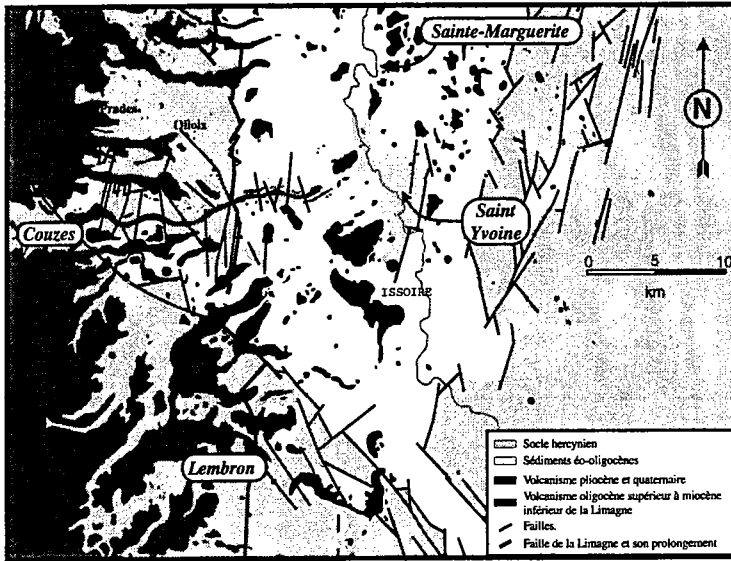 Sainte-Marguerite
N
Prades
Olloix
Couzes
Saint
Yvoine
0 5 10
km
ISSOIRE
Lembron
Socle hercynien
Sédiments éo-oligocènes
Volcanisme pliocène et quaternaire
Volcanisme oligocène supérieur à miocène
inférieur de la Limagne
Failles.
Faille de la Limagne et son prolongement